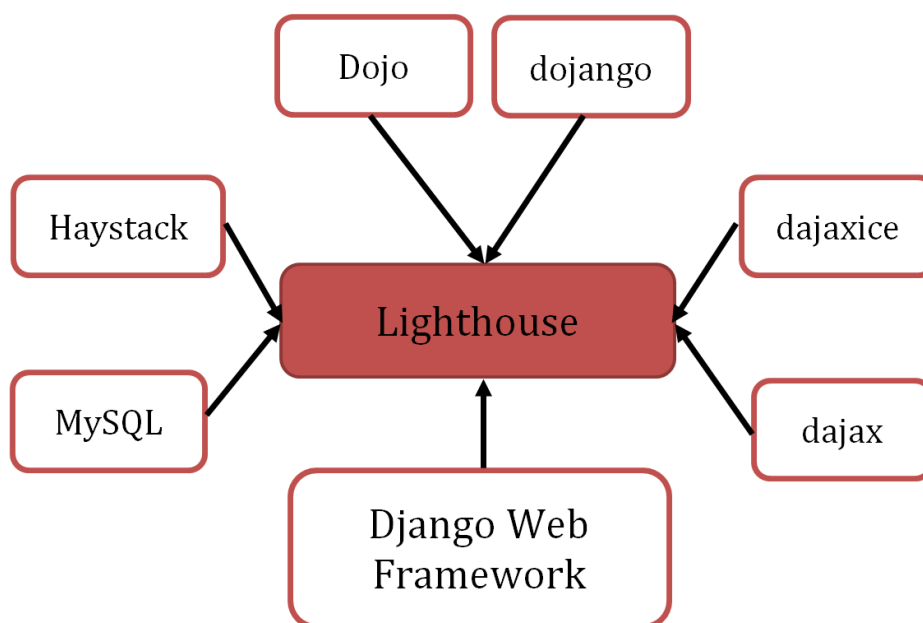 Dojo
dojango
Haystack
dajaxice
Lighthouse
MySQL
dajax
Django Web
Framework